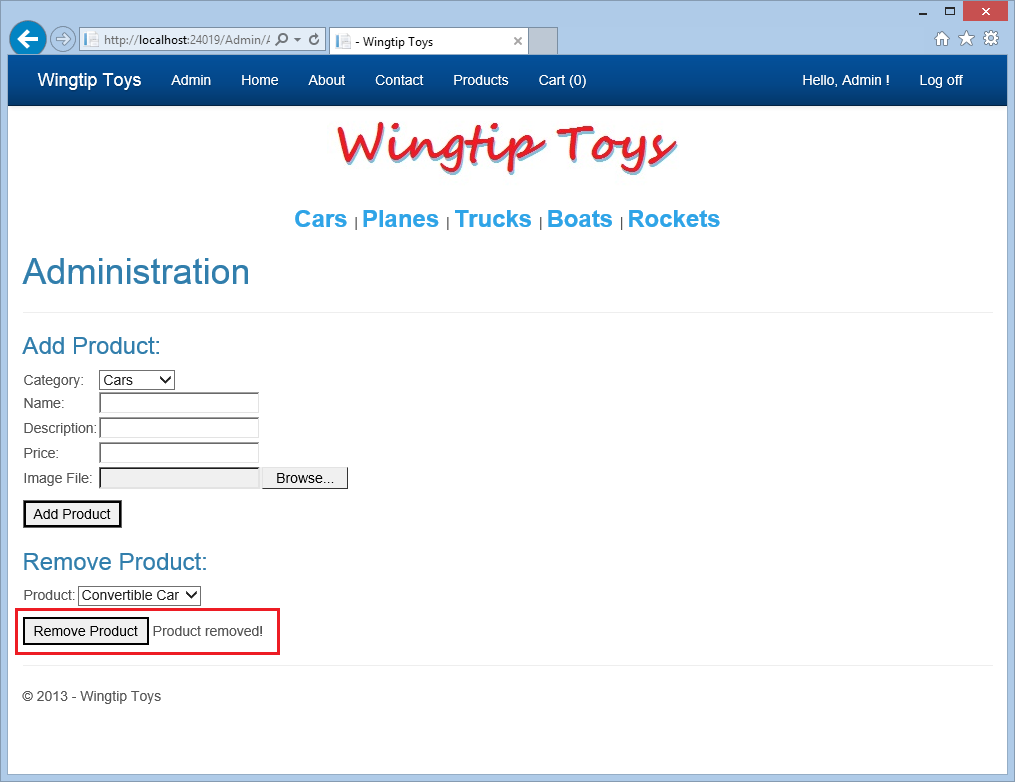 http://localhost:24019/Admin/
- Wingtip Toys
Wingtip Toys Admin Home About Contact Products Cart (0) Hello, Admin ! Log off
Wingtip Toys
Cars | Planes | Trucks | Boats | Rockets
Administration
Add Product:
Category: Cars
Name:
Description:
Price:
Image File: Browse...
Add Product
Remove Product:
Product: Convertible Car
Remove Product Product removed!
© 2013 - Wingtip Toys